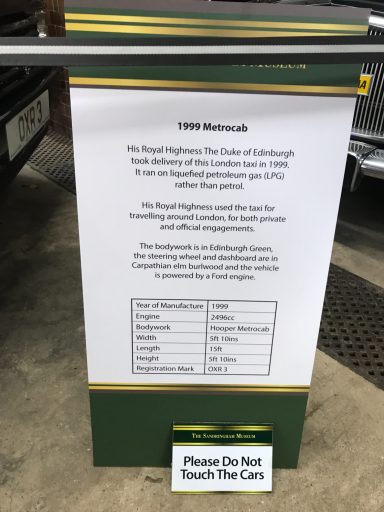 MUSEUM
OXR 3
1999 Metrocab
His Royal Highness The Duke of Edinburgh
took delivery of this London taxi in 1999.
It ran on liquefied petroleum gas (LPG)
rather than petrol.
His Royal Highness used the taxi for
travelling around London, for both private
and official engagements.
The bodywork is in Edinburgh Green,
the steering wheel and dashboard are in
Carpathian elm burlwood and the vehicle
is powered by a Ford engine.
Year of Manufacture 1999
Engine 2496cc
Bodywork Hooper Metrocab
Width 5ft 10ins
Length 15ft
Height 5ft 10ins
Registration Mark OXR 3
THE SANDRINGHAM MUSEUM
Please Do Not
Touch The Cars